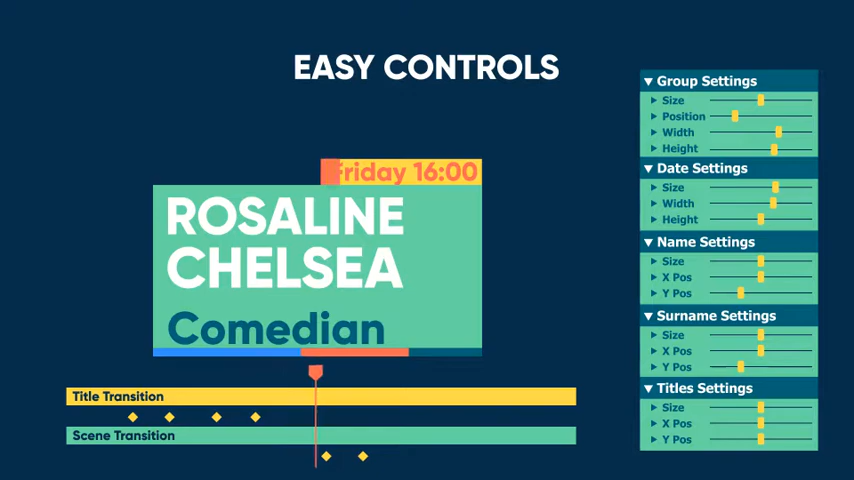 EASY CONTROLS
Friday 16:00
ROSALINE
CHELSEA
Comedian
Title Transition
Scene Transition
Group Settings
Size
Position
Width
Height
Date Settings
Size
Width
Height
Name Settings
Size
X Pos
Y Pos
Surname Settings
Size
X Pos
Y Pos
Titles Settings
Size
X Pos
Y Pos